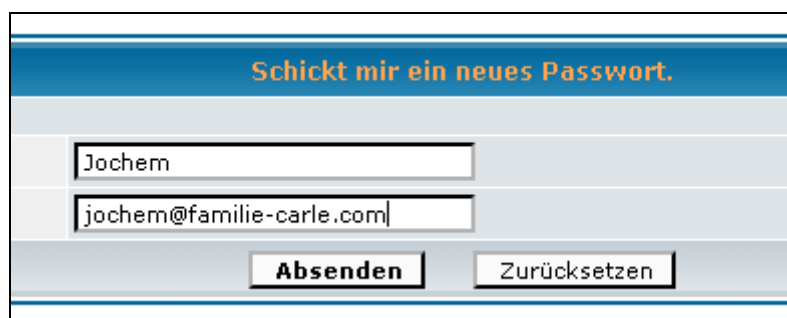 Schickt mir ein neues Passwort.
Jochem
jochem@familie-carle.com
Absenden Zurücksetzen